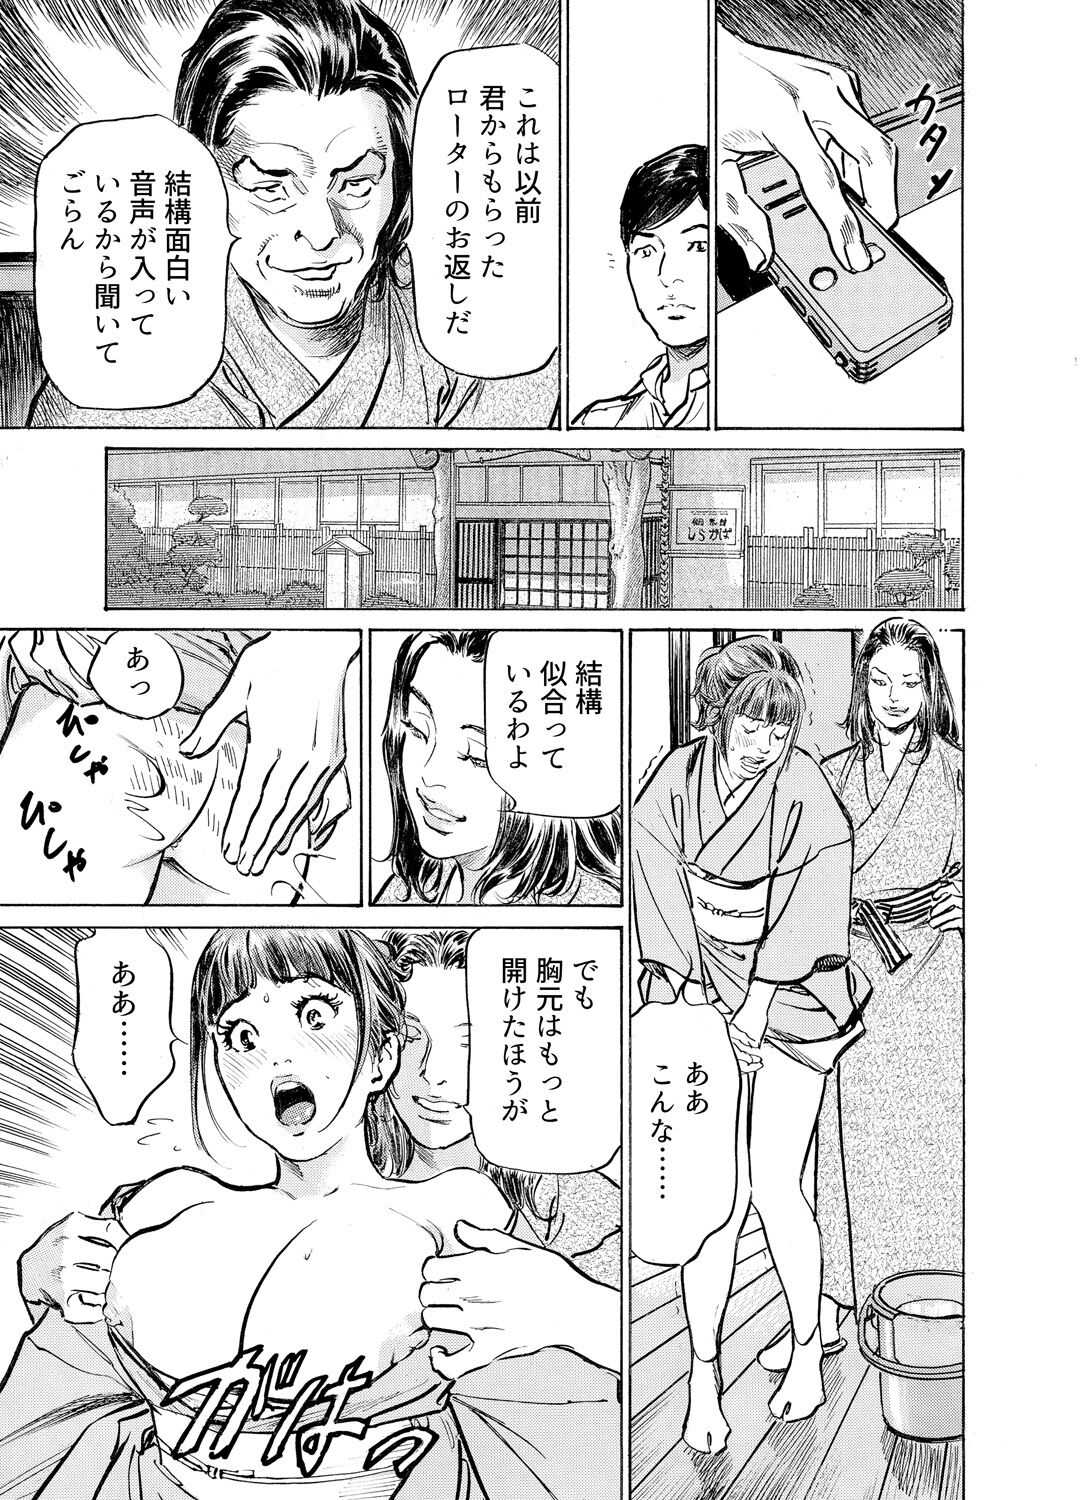 カタッ
これは以前
君からもらった
ローターのお返しだ
結構面白い
音声が入って
いるから聞いて
ごらん
しらかば
ああ
こんな……
結構
似合って
いるわよ
あっ
ぴしゃ
ぴしゃ
でも
胸元はもっと
開けたほうが
ああ……
がばっ